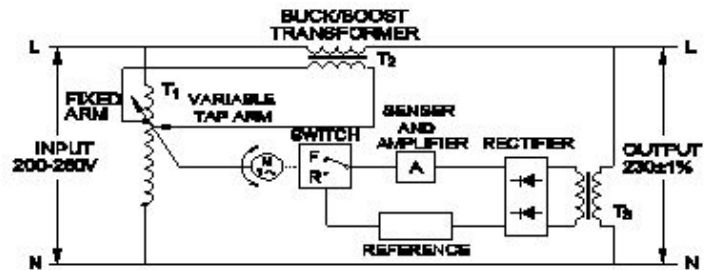 BUCK/BOOST
TRANSFORMER
L
L
T2
T1
FIXED
ARM
VARIABLE
TAP ARM
SENSER
AND
AMPLIFIER
SWITCH
RECTIFIER
INPUT
200-260V
OUTPUT
230±1%
M
F
R
A
T3
REFERENCE
N
N